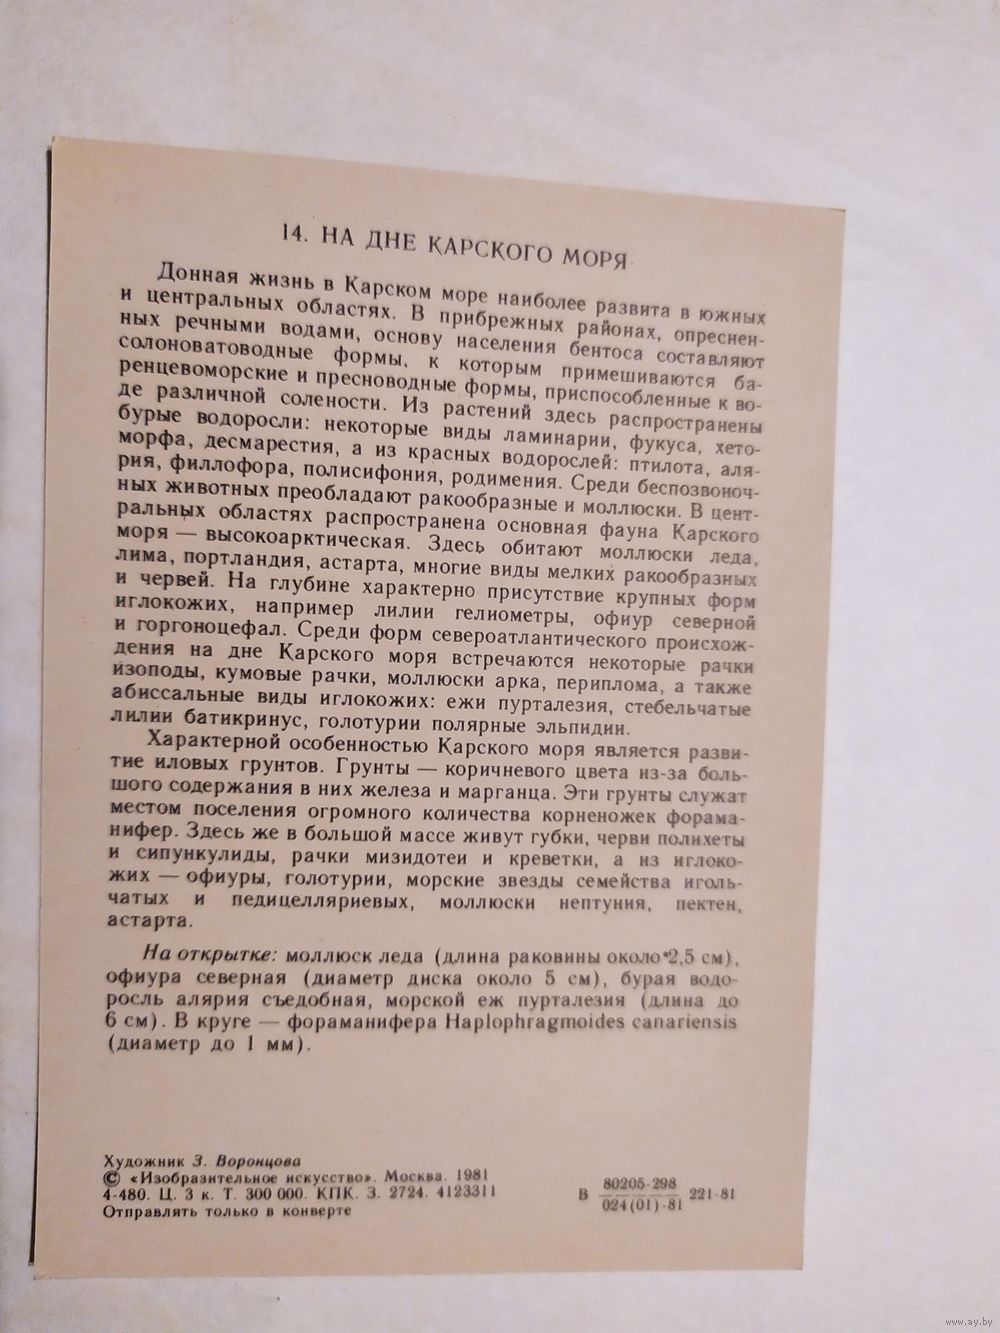 14. НА ДНЕ КАРСКОГО МОРЯ
Донная жизнь в Карском море наиболее развита в южных
и центральных областях. В прибрежных районах, опреснен-
ных речными водами, основу населения бентоса составляют
солоноватоводные формы, к которым примешиваются ба-
ренцевоморские и пресноводные формы, приспособленные к во-
де различной солености. Из растений здесь распространены
бурые водоросли: некоторые виды ламинарии, фукуса, хето-
морфа, десмарестия, а из красных водорослей: птилота, аля-
рия, филлофора, полисифония, родимения. Среди беспозвоноч-
ных животных преобладают ракообразные и моллюски. В цент-
ральных областях распространена основная фауна Карского
моря — высокоарктическая. Здесь обитают моллюски леда,
лима, портландия, астарта, многие виды мелких ракообразных
и червей. На глубине характерно присутствие крупных форм
иглокожих, например лилии гелиометры, офиур северной
и горгоноцефал. Среди форм североатлантического происхож-
дения на дне Карского моря встречаются некоторые рачки
изоподы, кумовые рачки, моллюски арка, периплома, а также
абиссальные виды иглокожих: ежи пурталезия, стебельчатые
лилии батикринус, голотурии полярные эльпидии.
Характерной особенностью Карского моря является разви-
тие иловых грунтов. Грунты — коричневого цвета из-за боль-
шого содержания в них железа и марганца. Эти грунты служат
местом поселения огромного количества корненожек форама-
нифер. Здесь же в большой массе живут губки, черви полихеты
и сипункулиды, рачки мизидотеи и креветки, а из иглоко-
жих — офиуры, голотурии, морские звезды семейства иголь-
чатых и педицелляриевых, моллюски нептуния, пектен,
астарта.
На открытке: моллюск леда (длина раковины около 2,5 см),
офиура северная (диаметр диска около 5 см), бурая водо-
росль алярия съедобная, морской еж пурталезия (длина до
6 см). В круге — фораманифера Haplophragmoides canariensis
(диаметр до 1 мм).
Художник З. Воронцова
© «Изобразительное искусство». Москва. 1981
4-480. Ц. 3 к. Т. 300 000. КПК. З. 2724. 4123311
Отправлять только в конверте
В 80205-298 221-81
024(01)-81
www.ay.by